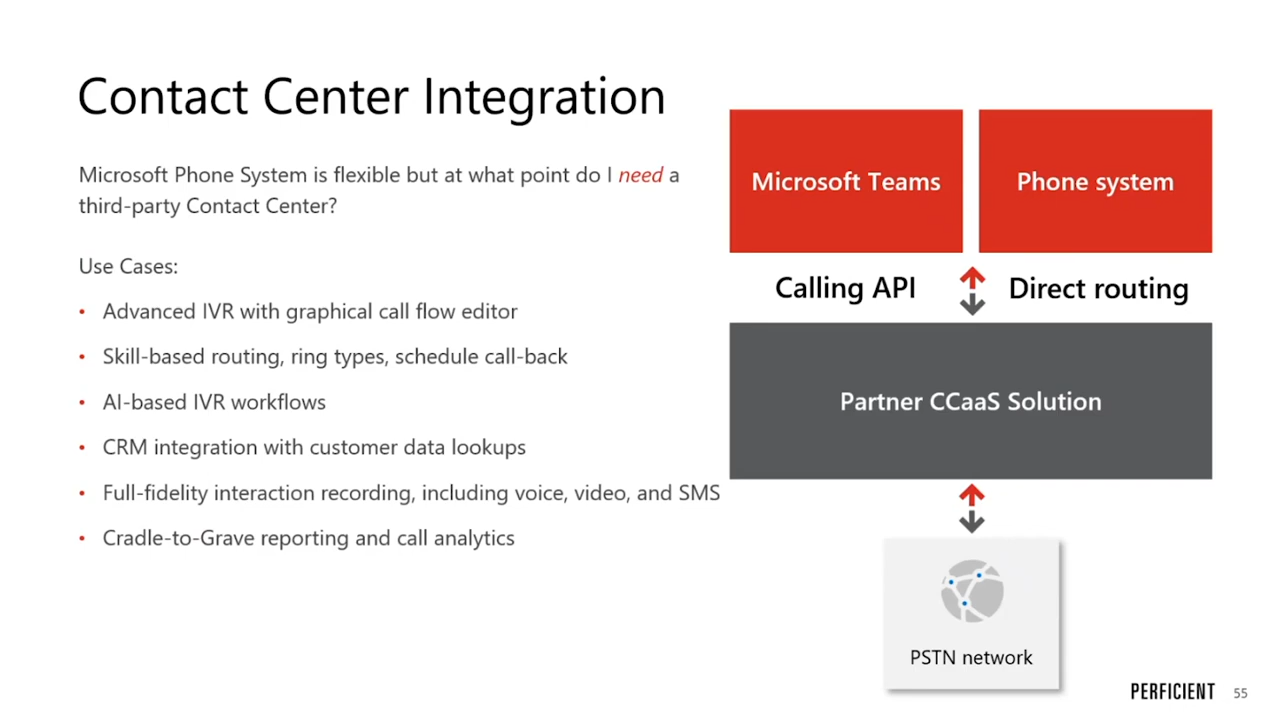 Contact Center Integration
Microsoft Phone System is flexible but at what point do I need a
third-party Contact Center?
Use Cases:
• Advanced IVR with graphical call flow editor
• Skill-based routing, ring types, schedule call-back
• AI-based IVR workflows
• CRM integration with customer data lookups
• Full-fidelity interaction recording, including voice, video, and SMS
• Cradle-to-Grave reporting and call analytics
Microsoft Teams
Phone system
Calling API
Direct routing
Partner CCaaS Solution
PSTN network
PERFICIENT
55